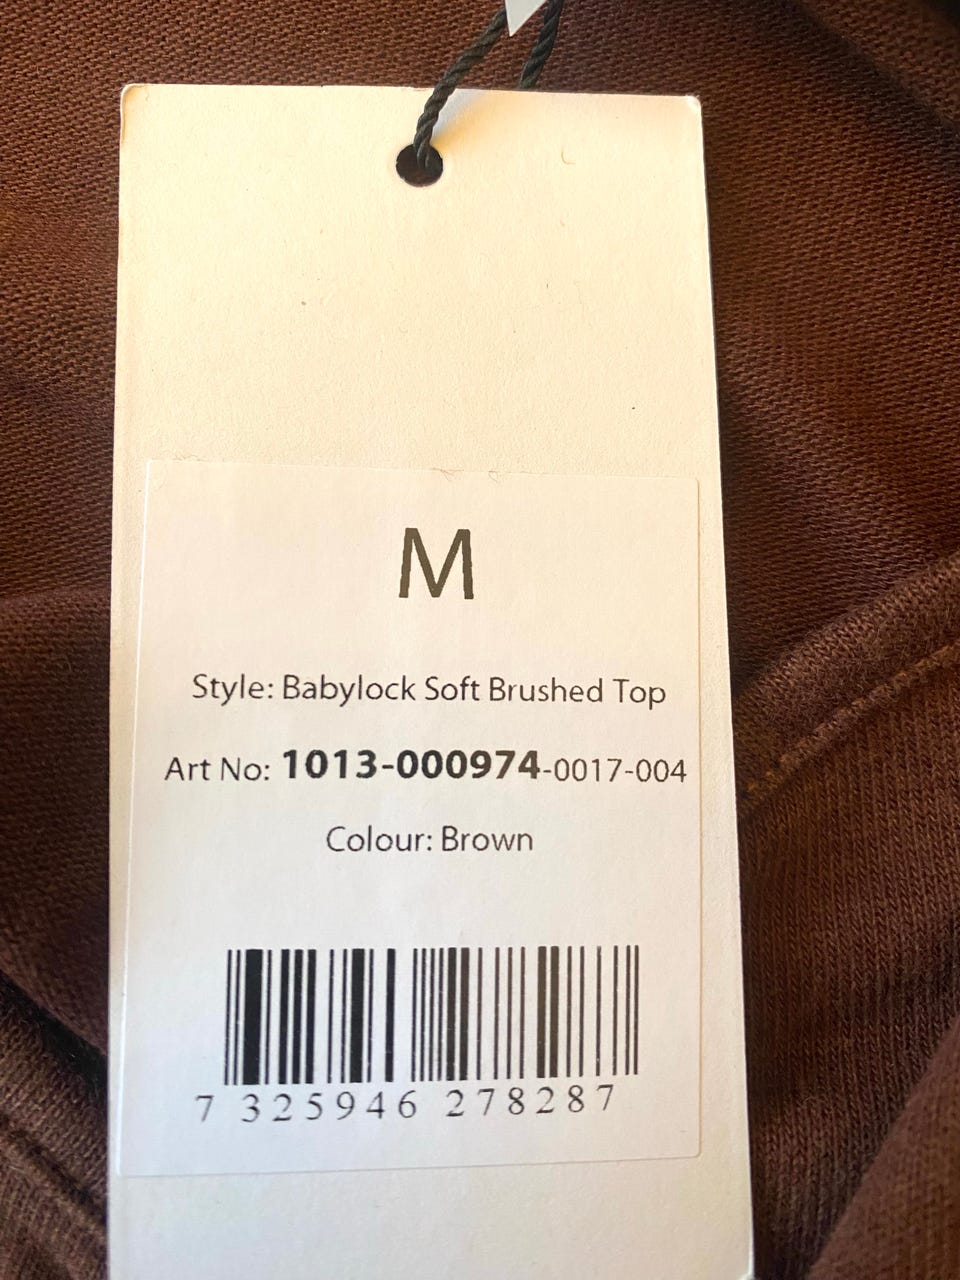 M
Style: Babylock Soft Brushed Top
Art No: 1013-000974-0017-004
Colour: Brown
7 325946 278287